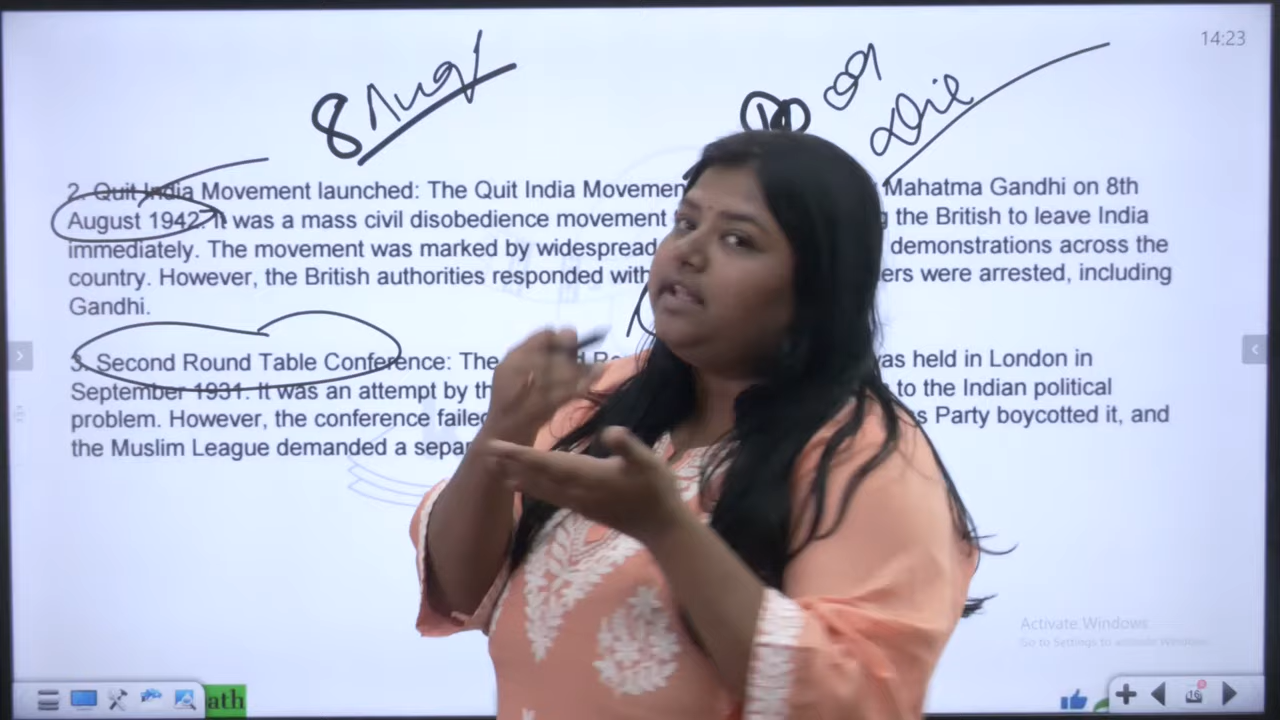 14:23
8 Aug
Do or
Die
2. Quit India Movement launched: The Quit India Movemen Mahatma Gandhi on 8th
August 1942. It was a mass civil disobedience movement g the British to leave India
immediately. The movement was marked by widespread demonstrations across the
country. However, the British authorities responded with ers were arrested, including
Gandhi.
3. Second Round Table Conference: The as held in London in
September 1931. It was an attempt by th to the Indian political
problem. However, the conference failed s Party boycotted it, and
the Muslim League demanded a separ
Activate Windows
Go to Settings to activate Windows.
ath
16